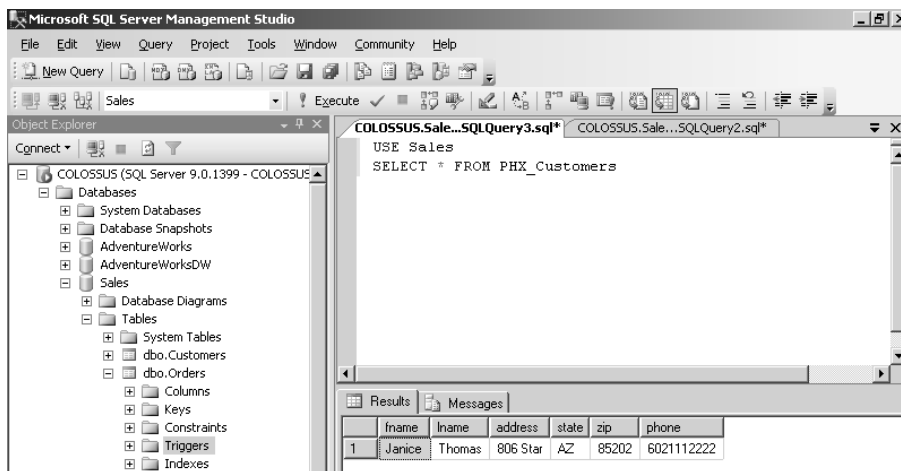 Microsoft SQL Server Management Studio
File Edit View Query Project Tools Window Community Help
New Query
Sales Execute
Object Explorer
Connect
COLOSSUS (SQL Server 9.0.1399 - COLOSSUS
Databases
System Databases
Database Snapshots
AdventureWorks
AdventureWorksDW
Sales
Database Diagrams
Tables
System Tables
dbo.Customers
dbo.Orders
Columns
Keys
Constraints
Triggers
Indexes
COLOSSUS.Sale...SQLQuery3.sql* COLOSSUS.Sale...SQLQuery2.sql*
USE Sales
SELECT * FROM PHX_Customers
Results Messages
fname lname address state zip phone
1 Janice Thomas 806 Star AZ 85202 6021112222